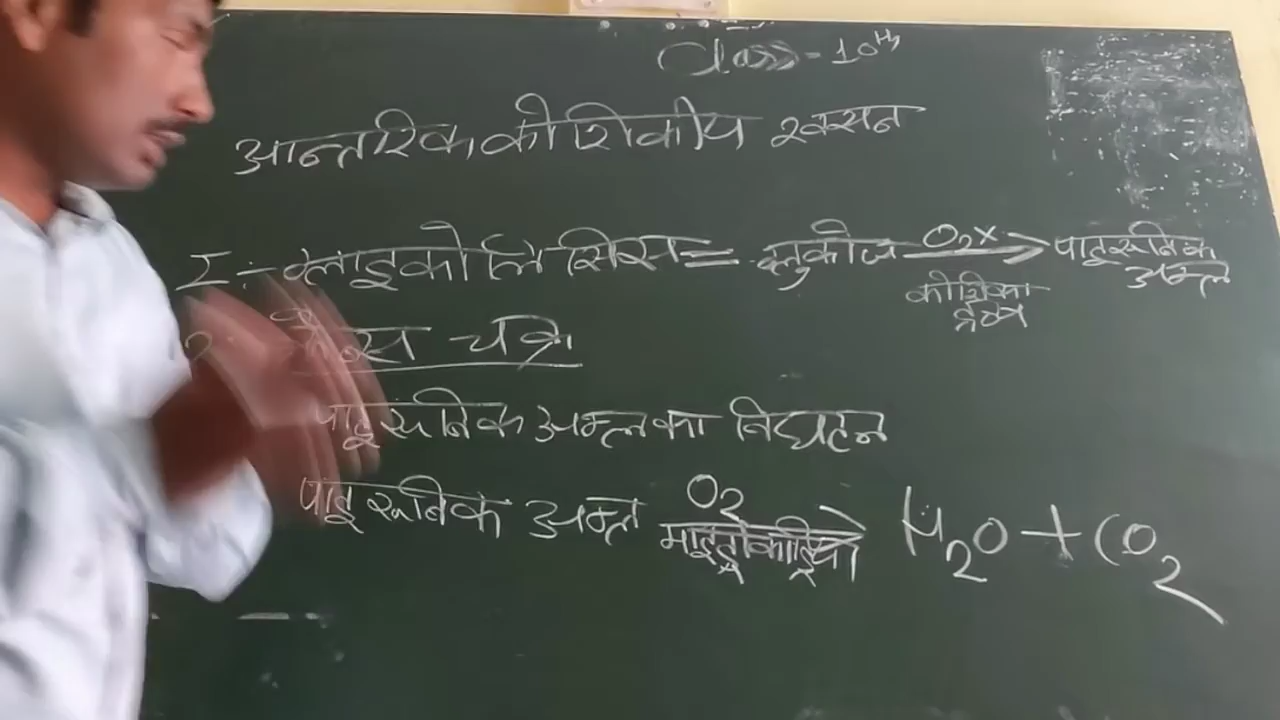 Class - 10th
आन्तरिक कोशिकीय श्वसन
I :- ग्लाइकोलिसिस = ग्लुकोज O2 x → पाइरूविक अम्ल
कोशिका द्रव्य
2 क्रेब्स चक्र
पाइरूविक अम्ल का विघटन
पाइरूविक अम्ल O2 → H2O + CO2
माइट्रोकाड्रिया